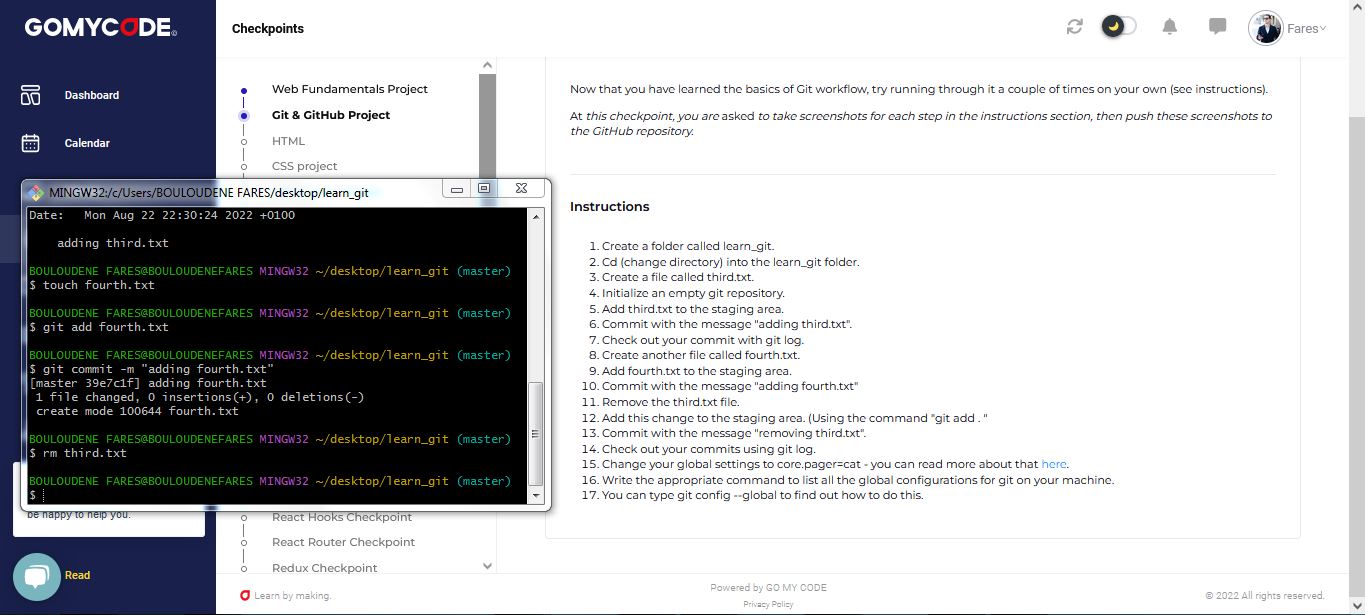 GOMYCODE
Checkpoints
Fares
Dashboard
Calendar
Web Fundamentals Project
Git & GitHub Project
HTML
CSS project
Now that you have learned the basics of Git workflow, try running through it a couple of times on your own (see instructions).
At this checkpoint, you are asked to take screenshots for each step in the instructions section, then push these screenshots to
the GitHub repository.
Instructions
1. Create a folder called learn_git.
2. Cd (change directory) into the learn_git folder.
3. Create a file called third.txt.
4. Initialize an empty git repository.
5. Add third.txt to the staging area.
6. Commit with the message "adding third.txt".
7. Check out your commit with git log.
8. Create another file called fourth.txt.
9. Add fourth.txt to the staging area.
10. Commit with the message "adding fourth.txt"
11. Remove the third.txt file.
12. Add this change to the staging area. (Using the command "git add . "
13. Commit with the message "removing third.txt".
14. Check out your commits using git log.
15. Change your global settings to core.pager=cat - you can read more about that here.
16. Write the appropriate command to list all the global configurations for git on your machine.
17. You can type git config --global to find out how to do this.
MINGW32:/c/Users/BOULOUDENE FARES/desktop/learn_git
Date:   Mon Aug 22 22:30:24 2022 +0100
adding third.txt
BOULOUDENE FARES@BOULOUDENEFARES MINGW32 ~/desktop/learn_git (master)
$ touch fourth.txt
BOULOUDENE FARES@BOULOUDENEFARES MINGW32 ~/desktop/learn_git (master)
$ git add fourth.txt
BOULOUDENE FARES@BOULOUDENEFARES MINGW32 ~/desktop/learn_git (master)
$ git commit -m "adding fourth.txt"
[master 39e7c1f] adding fourth.txt
1 file changed, 0 insertions(+), 0 deletions(-)
create mode 100644 fourth.txt
BOULOUDENE FARES@BOULOUDENEFARES MINGW32 ~/desktop/learn_git (master)
$ rm third.txt
BOULOUDENE FARES@BOULOUDENEFARES MINGW32 ~/desktop/learn_git (master)
$
be happy to help you.
Read
React Hooks Checkpoint
React Router Checkpoint
Redux Checkpoint
Learn by making.
Powered by GO MY CODE
Privacy Policy
© 2022 All rights reserved.